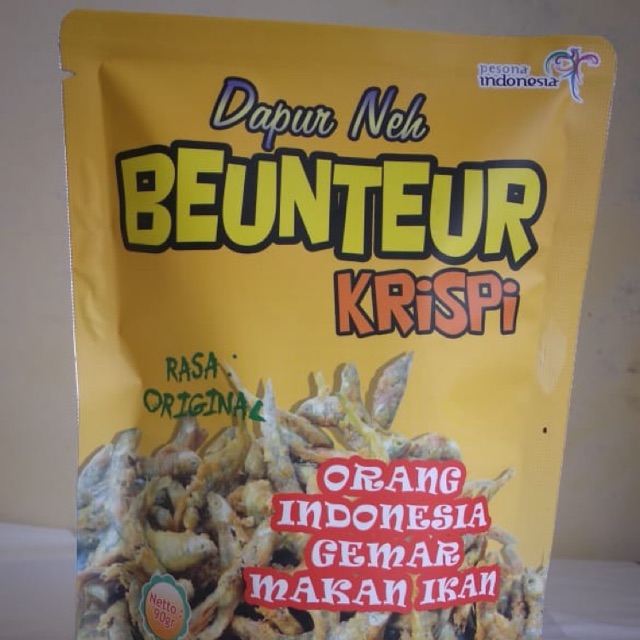 pesona
indonesia
Dapur Neh
BEUNTEUR
KRiSPi
RASA
ORIGINAL
ORANG
INDONESIA
GEMAR
MAKAN IKAN
Netto
90gr